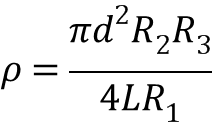 ρ = πd²R₂R₃ / 4LR₁